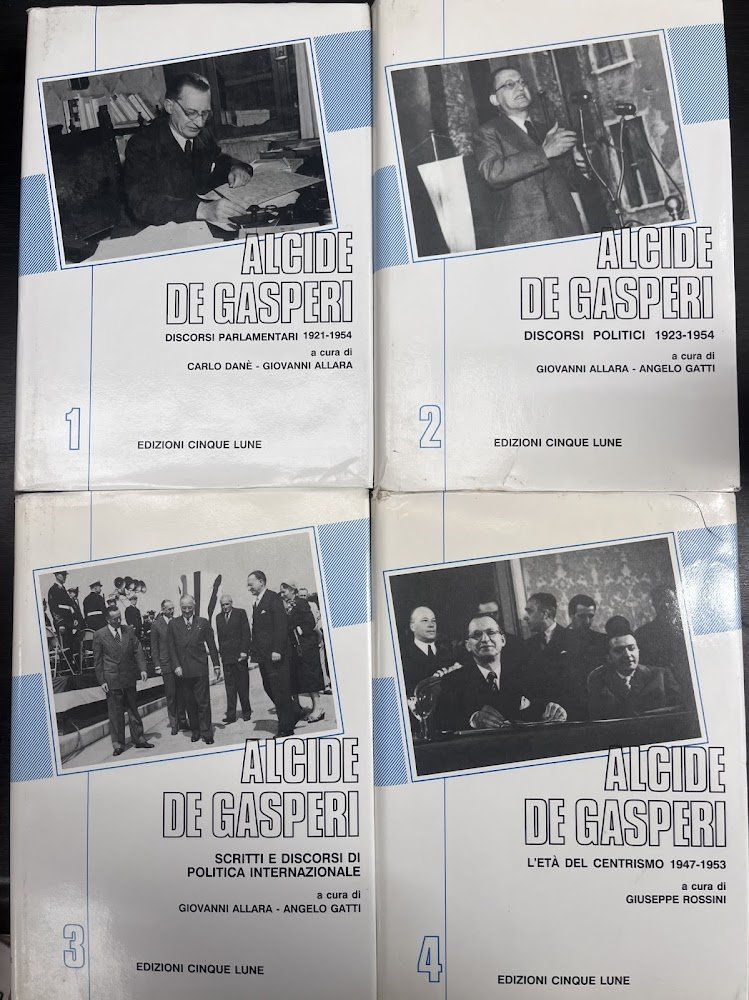 ALCIDE
DE GASPERI
DISCORSI PARLAMENTARI 1921-1954
a cura di
CARLO DANÈ - GIOVANNI ALLARA
1
EDIZIONI CINQUE LUNE
ALCIDE
DE GASPERI
DISCORSI POLITICI 1923-1954
a cura di
GIOVANNI ALLARA - ANGELO GATTI
2
EDIZIONI CINQUE LUNE
ALCIDE
DE GASPERI
SCRITTI E DISCORSI DI
POLITICA INTERNAZIONALE
a cura di
GIOVANNI ALLARA - ANGELO GATTI
3
EDIZIONI CINQUE LUNE
ALCIDE
DE GASPERI
L'ETÀ DEL CENTRISMO 1947-1953
a cura di
GIUSEPPE ROSSINI
4
EDIZIONI CINQUE LUNE